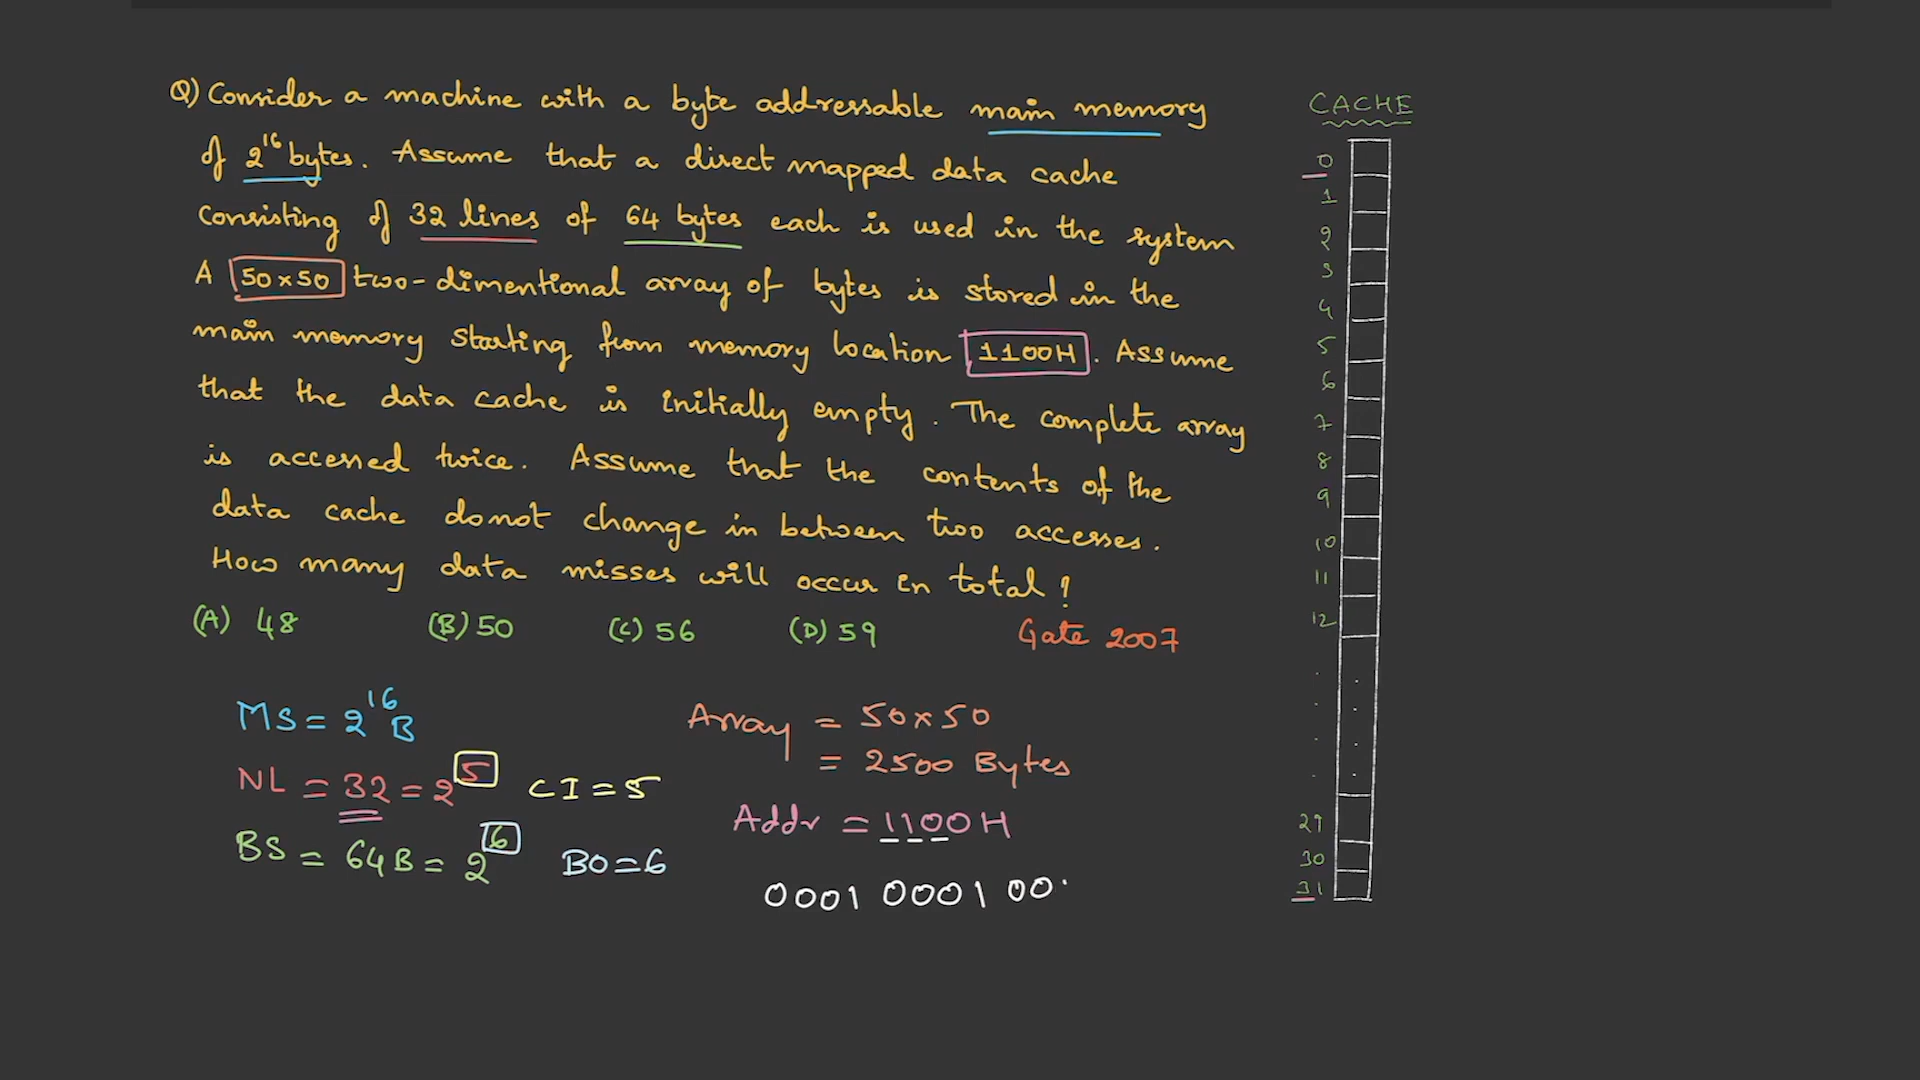 Q) Consider a machine with a byte addressable main memory
of 2^16 bytes. Assume that a direct mapped data cache
consisting of 32 lines of 64 bytes each is used in the system
A 50x50 two-dimentional array of bytes is stored in the
main memory starting from memory location 1100H. Assume
that the data cache is initially empty. The complete array
is accessed twice. Assume that the contents of the
data cache donot change in between two accesses.
How many data misses will occur in total?
(A) 48 (B) 50 (C) 56 (D) 59 Gate 2007
MS = 2^16 B
NL = 32 = 2^5 CI = 5
BS = 64B = 2^6 BO = 6
Array = 50x50
= 2500 Bytes
Addr = 1100H
0001 0001 00
CACHE
0
1
2
3
4
5
6
7
8
9
10
11
12
29
30
31